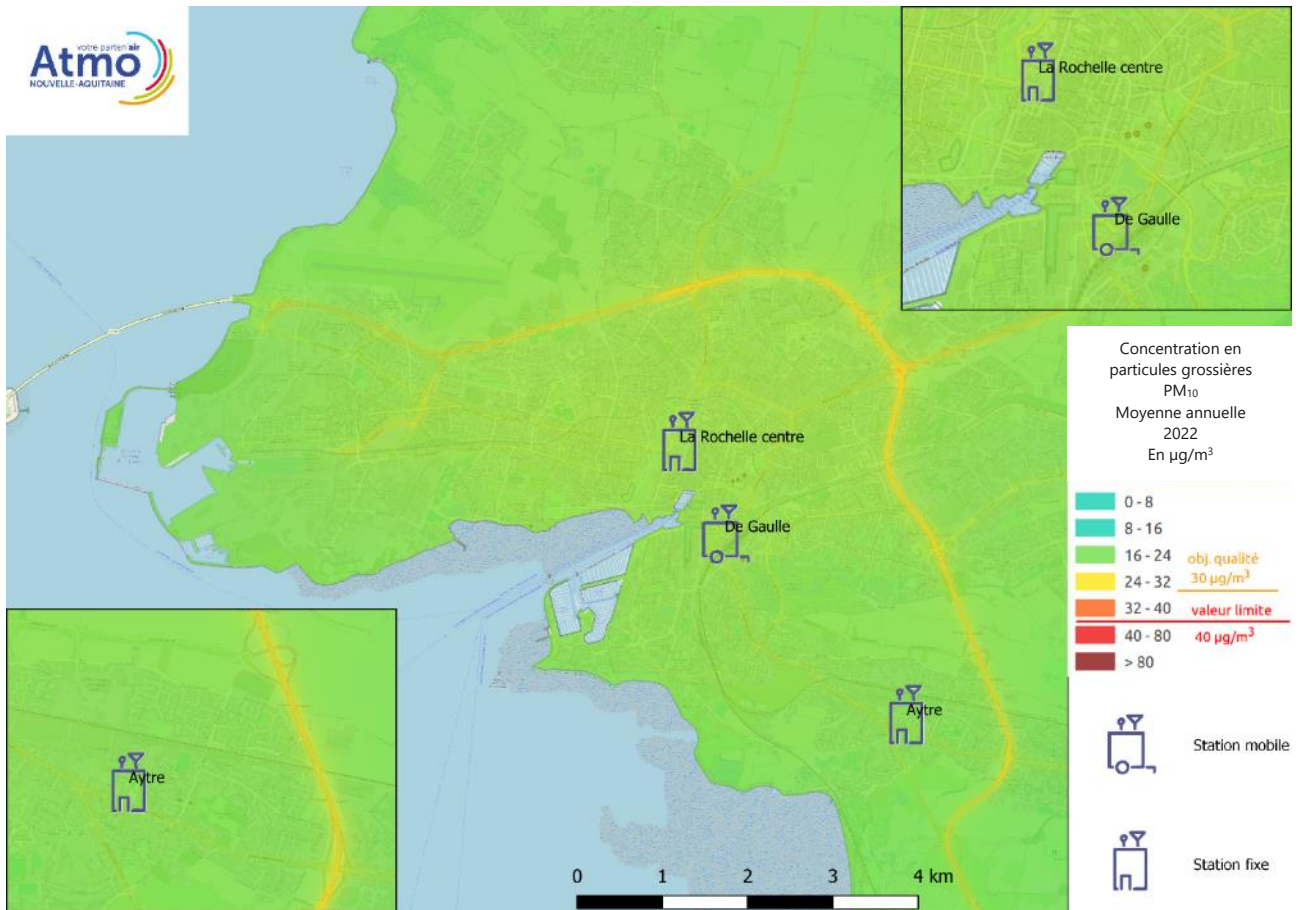 votre parten'air
Atmo
NOUVELLE-AQUITAINE
La Rochelle centre
De Gaulle
La Rochelle centre
De Gaulle
Aytre
Aytre
0 1 2 3 4 km
Concentration en
particules grossières
PM₁₀
Moyenne annuelle
2022
En µg/m³
0 - 8
8 - 16
16 - 24
24 - 32
32 - 40
40 - 80
> 80
obj. qualité
30 µg/m³
valeur limite
40 µg/m³
Station mobile
Station fixe